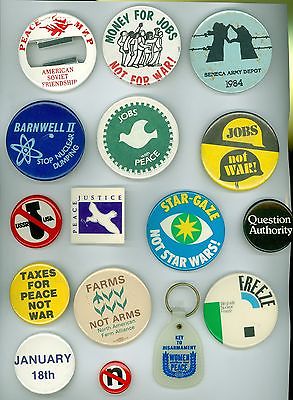 PEACE МИР
AMERICAN
SOVIET
FRIENDSHIP
MONEY FOR JOBS
NOT FOR WAR!
SENECA ARMY DEPOT
1984
BARNWELL II
STOP NUCLEAR
DUMPING
JOBS
WITH
PEACE
JOBS
not
WAR!
USSR USA
PEACE
JUSTICE
STAR-GAZE
NOT STAR WARS!
Question
Authority
TAXES
FOR
PEACE
NOT
WAR
FARMS
NOT ARMS
North American
Farm Alliance
KEY TO
DISARMAMENT
WOMEN
PEACE
FREEZE
JANUARY
18th
n